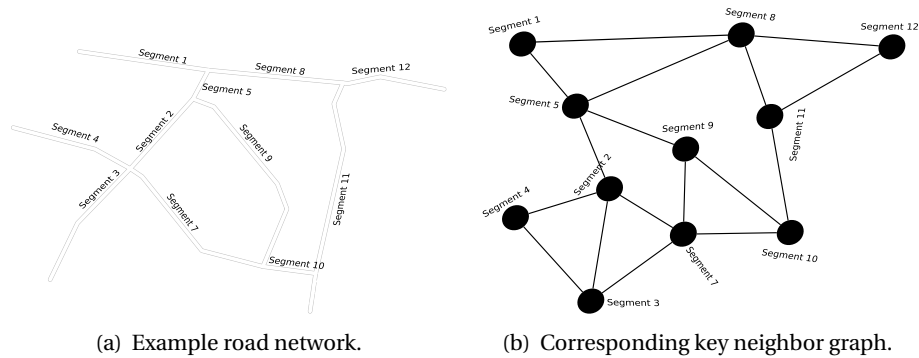 Segment 1
Segment 8
Segment 12
Segment 5
Segment 2
Segment 9
Segment 4
Segment 3
Segment 7
Segment 11
Segment 10
(a) Example road network.
Segment 1
Segment 8
Segment 12
Segment 5
Segment 9
Segment 11
Segment 2
Segment 4
Segment 7
Segment 10
Segment 3
(b) Corresponding key neighbor graph.